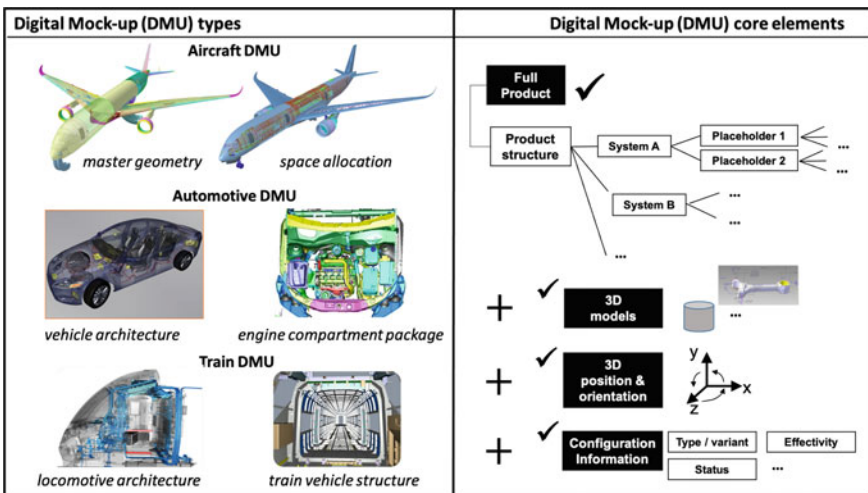 Digital Mock-up (DMU) types
Aircraft DMU
master geometry
space allocation
Automotive DMU
vehicle architecture
engine compartment package
Train DMU
locomotive architecture
train vehicle structure
Digital Mock-up (DMU) core elements
Full
Product
Product
structure
System A
Placeholder 1
...
Placeholder 2
...
System B
...
...
...
+
3D
models
...
+
3D
position &
orientation
y
x
z
+
Configuration
Information
Type / variant
Effectivity
Status
...